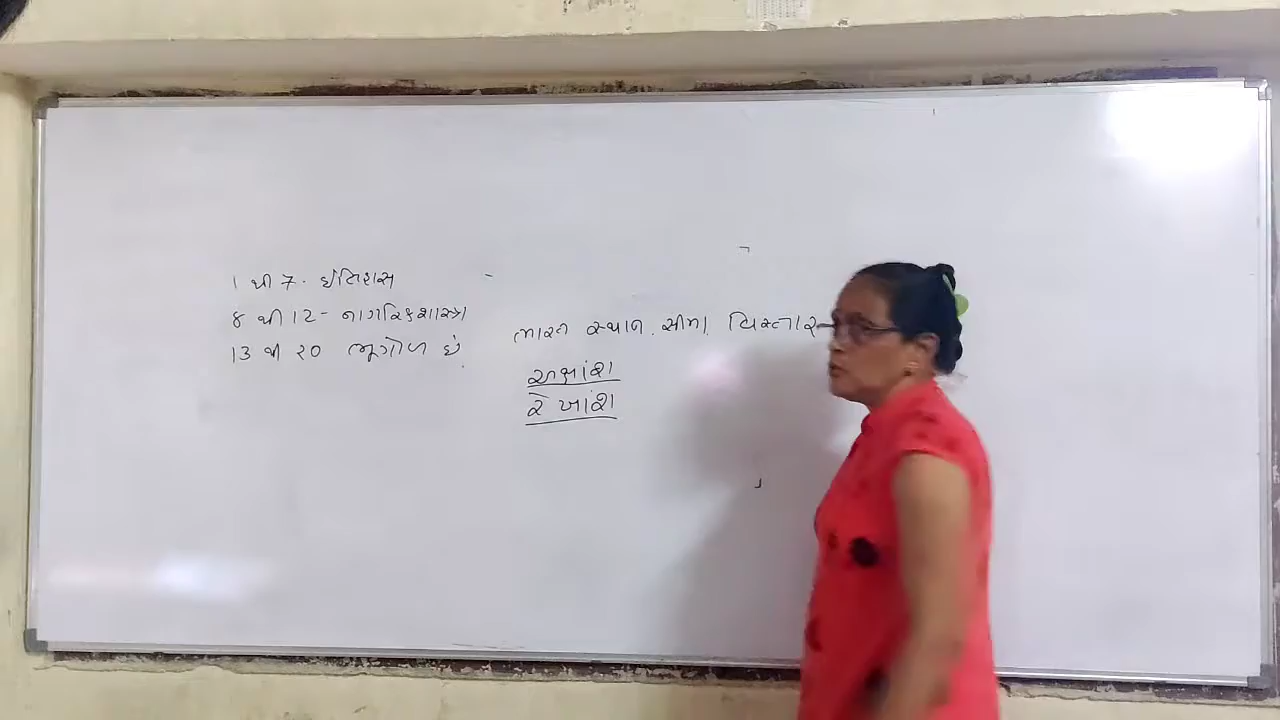 1 થી 7. ઇતિહાસ
8 થી 12 - નાગરિકશાસ્ત્ર
13 થી 20 ભૂગોળ છે.
ભારત સ્થાન. સીમા, વિસ્તાર
અક્ષાંશ
રેખાંશ